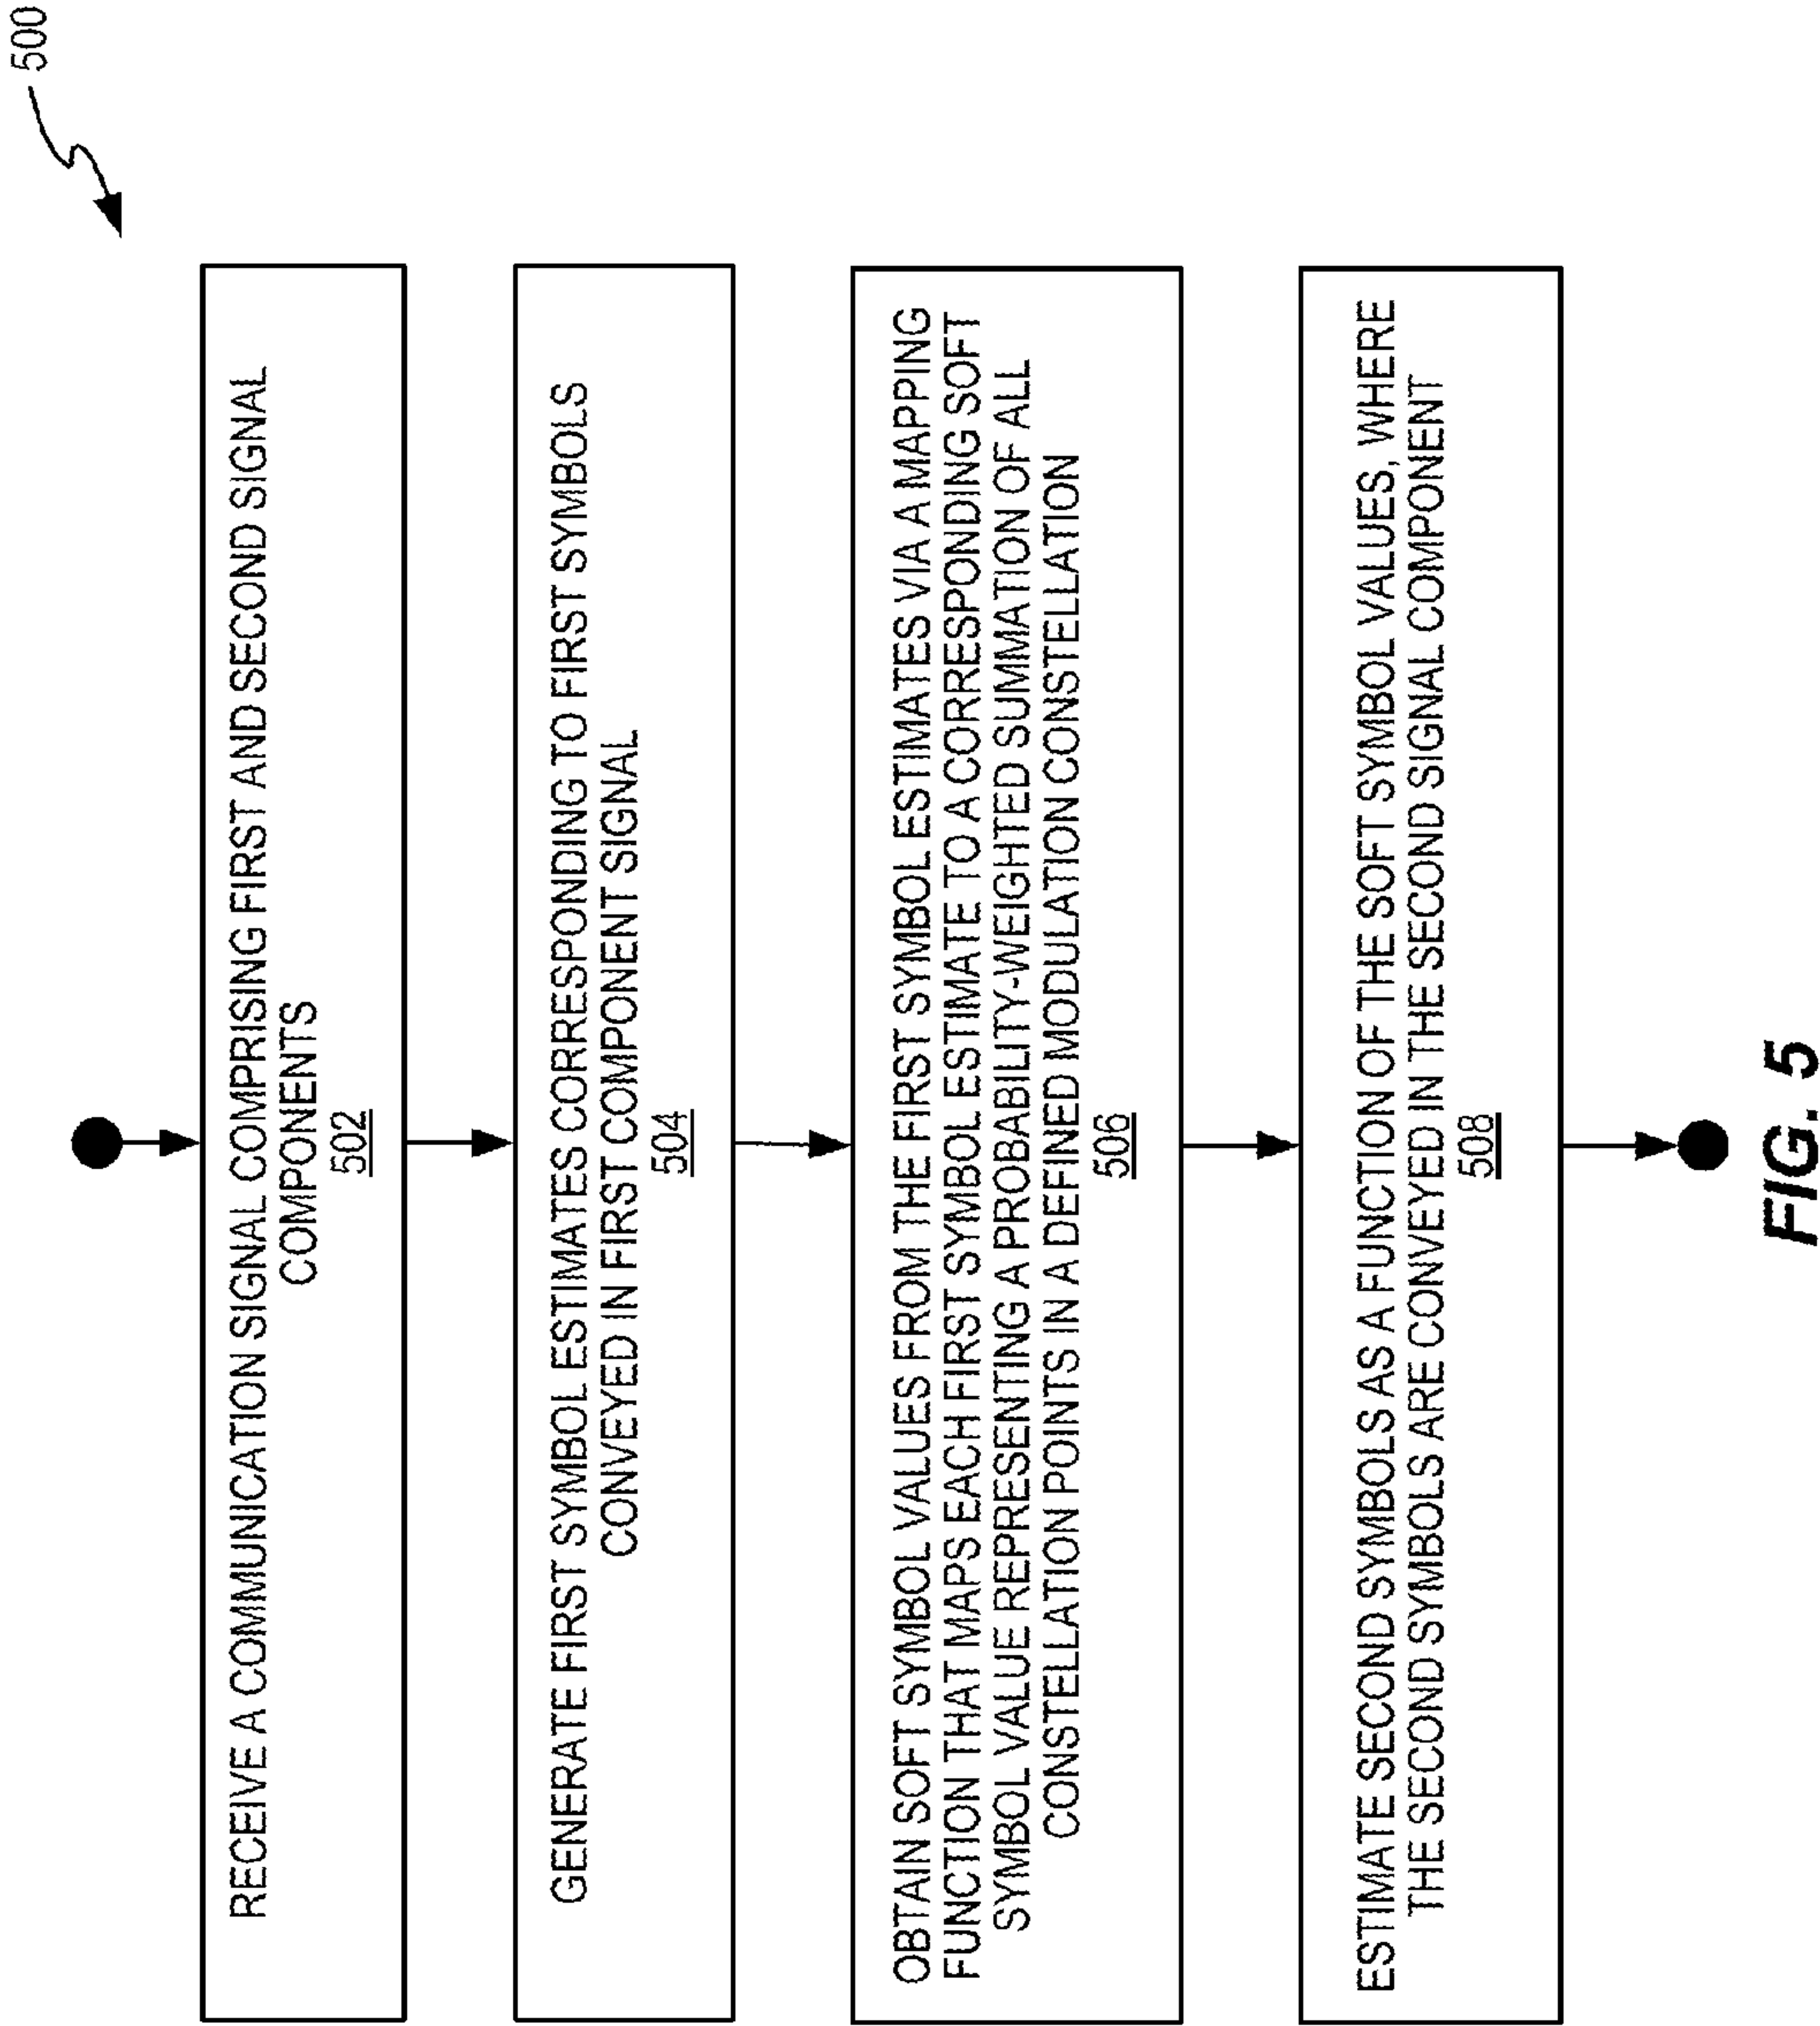 500
RECEIVE A COMMUNICATION SIGNAL COMPRISING FIRST AND SECOND SIGNAL
COMPONENTS
502
GENERATE FIRST SYMBOL ESTIMATES CORRESPONDING TO FIRST SYMBOLS
CONVEYED IN FIRST COMPONENT SIGNAL
504
OBTAIN SOFT SYMBOL VALUES FROM THE FIRST SYMBOL ESTIMATES VIA A MAPPING
FUNCTION THAT MAPS EACH FIRST SYMBOL ESTIMATE TO A CORRESPONDING SOFT
SYMBOL VALUE REPRESENTING A PROBABILITY-WEIGHTED SUMMATION OF ALL
CONSTELLATION POINTS IN A DEFINED MODULATION CONSTELLATION
506
ESTIMATE SECOND SYMBOLS AS A FUNCTION OF THE SOFT SYMBOL VALUES, WHERE
THE SECOND SYMBOLS ARE CONVEYED IN THE SECOND SIGNAL COMPONENT
508
FIG. 5